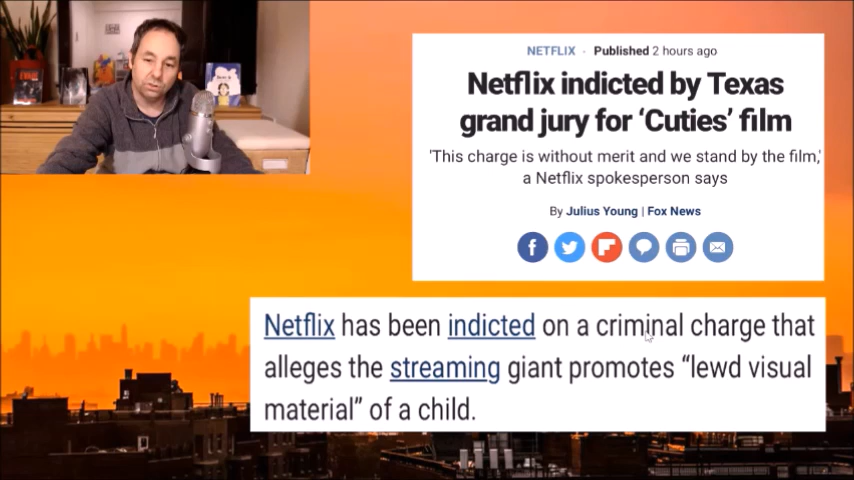 NETFLIX · Published 2 hours ago
Netflix indicted by Texas
grand jury for ‘Cuties’ film
'This charge is without merit and we stand by the film,'
a Netflix spokesperson says
By Julius Young | Fox News
Netflix has been indicted on a criminal charge that
alleges the streaming giant promotes “lewd visual
material” of a child.